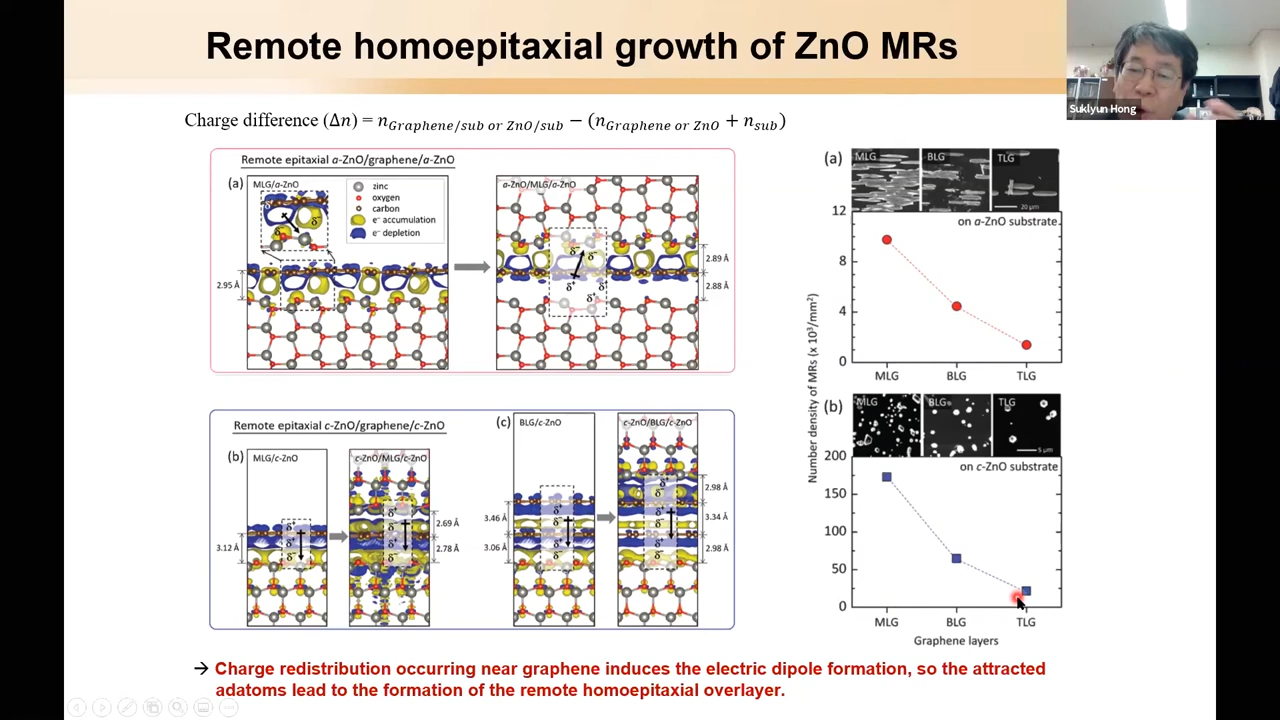 Remote homoepitaxial growth of ZnO MRs
Suklyun Hong
Charge difference (Δn) = n_Graphene/sub or ZnO/sub − (n_Graphene or ZnO + n_sub)
Remote epitaxial a-ZnO/graphene/a-ZnO
(a)
MLG/a-ZnO
zinc
oxygen
carbon
e⁻ accumulation
e⁻ depletion
δ⁻
2.95 Å
a-ZnO/MLG/a-ZnO
δ⁻
δ⁻
δ⁺
δ⁺
δ⁺
2.89 Å
2.88 Å
Remote epitaxial c-ZnO/graphene/c-ZnO
(b)
MLG/c-ZnO
3.12 Å
c-ZnO/MLG/c-ZnO
2.69 Å
2.78 Å
(c)
BLG/c-ZnO
3.46 Å
3.06 Å
c-ZnO/BLG/c-ZnO
2.98 Å
3.34 Å
2.98 Å
(a)
MLG
BLG
TLG
20 μm
on a-ZnO substrate
12
8
4
0
MLG
BLG
TLG
Number density of MRs (x 10³/mm²)
(b)
MLG
BLG
TLG
5 μm
on c-ZnO substrate
200
150
100
50
0
MLG
BLG
TLG
Graphene layers
→ Charge redistribution occurring near graphene induces the electric dipole formation, so the attracted
adatoms lead to the formation of the remote homoepitaxial overlayer.